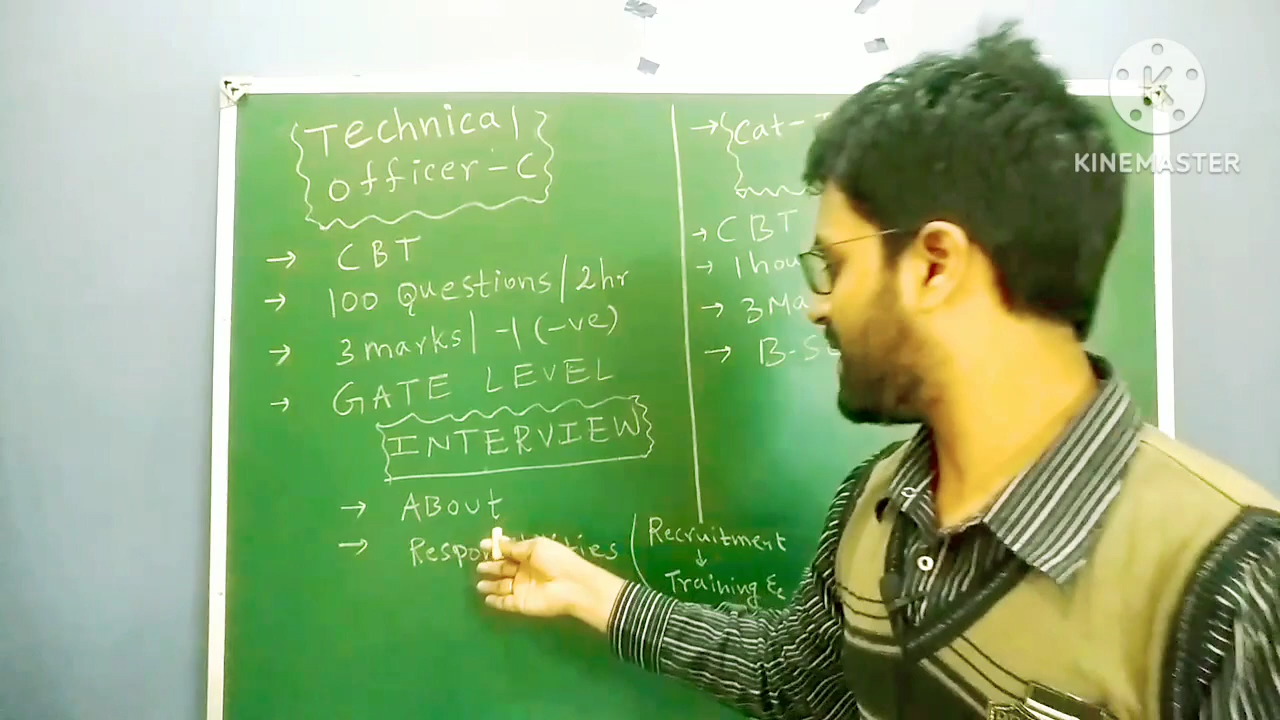 Technical
Officer-C
→ CBT
→ 100 Questions/2hr
→ 3 marks/ -1 (-ve)
→ GATE LEVEL
INTERVIEW
→ ABOUT
→ Responsibilities
(Recruitment
↓
Training &
→ Cat-
→ CBT
→ 1 hou
→ 3 Ma
→ B-Sc
KINEMASTER